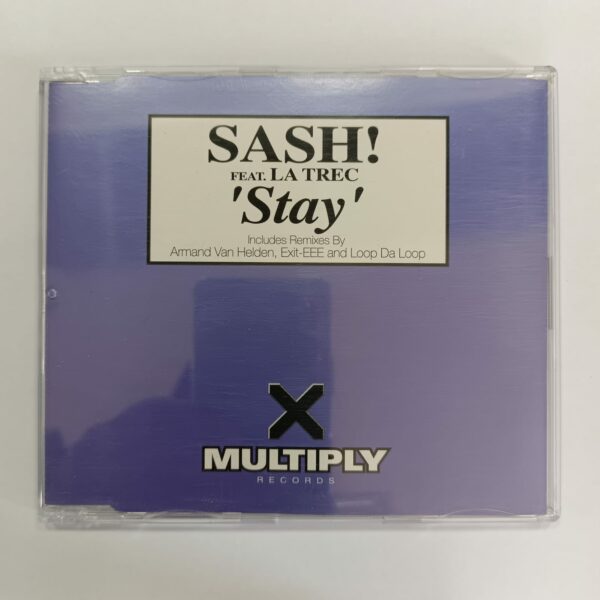 SASH!
FEAT. LA TREC
'Stay'
Includes Remixes By
Armand Van Helden, Exit-EEE and Loop Da Loop
X
MULTIPLY
RECORDS